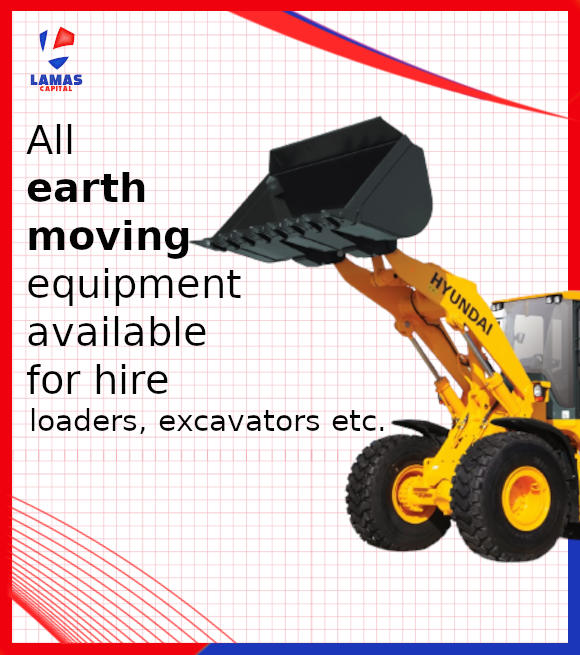 LAMAS
CAPITAL
All
earth
moving
equipment
available
for hire
loaders, excavators etc.
HYUNDAI